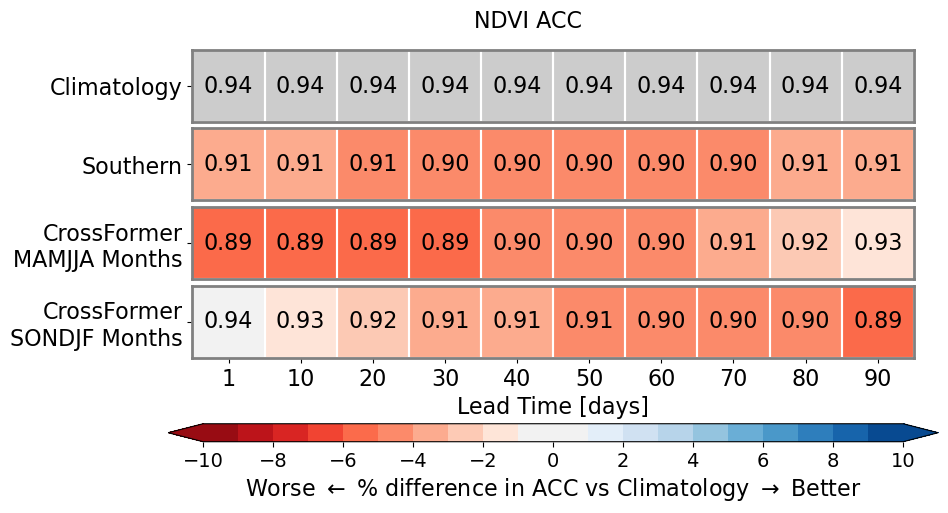 NDVI ACC
Climatology 0.94 0.94 0.94 0.94 0.94 0.94 0.94 0.94 0.94 0.94
Southern 0.91 0.91 0.91 0.90 0.90 0.90 0.90 0.90 0.91 0.91
CrossFormer
MAMJJA Months 0.89 0.89 0.89 0.89 0.90 0.90 0.90 0.91 0.92 0.93
CrossFormer
SONDJF Months 0.94 0.93 0.92 0.91 0.91 0.91 0.90 0.90 0.90 0.89
1 10 20 30 40 50 60 70 80 90
Lead Time [days]
−10 −8 −6 −4 −2 0 2 4 6 8 10
Worse ← % difference in ACC vs Climatology → Better